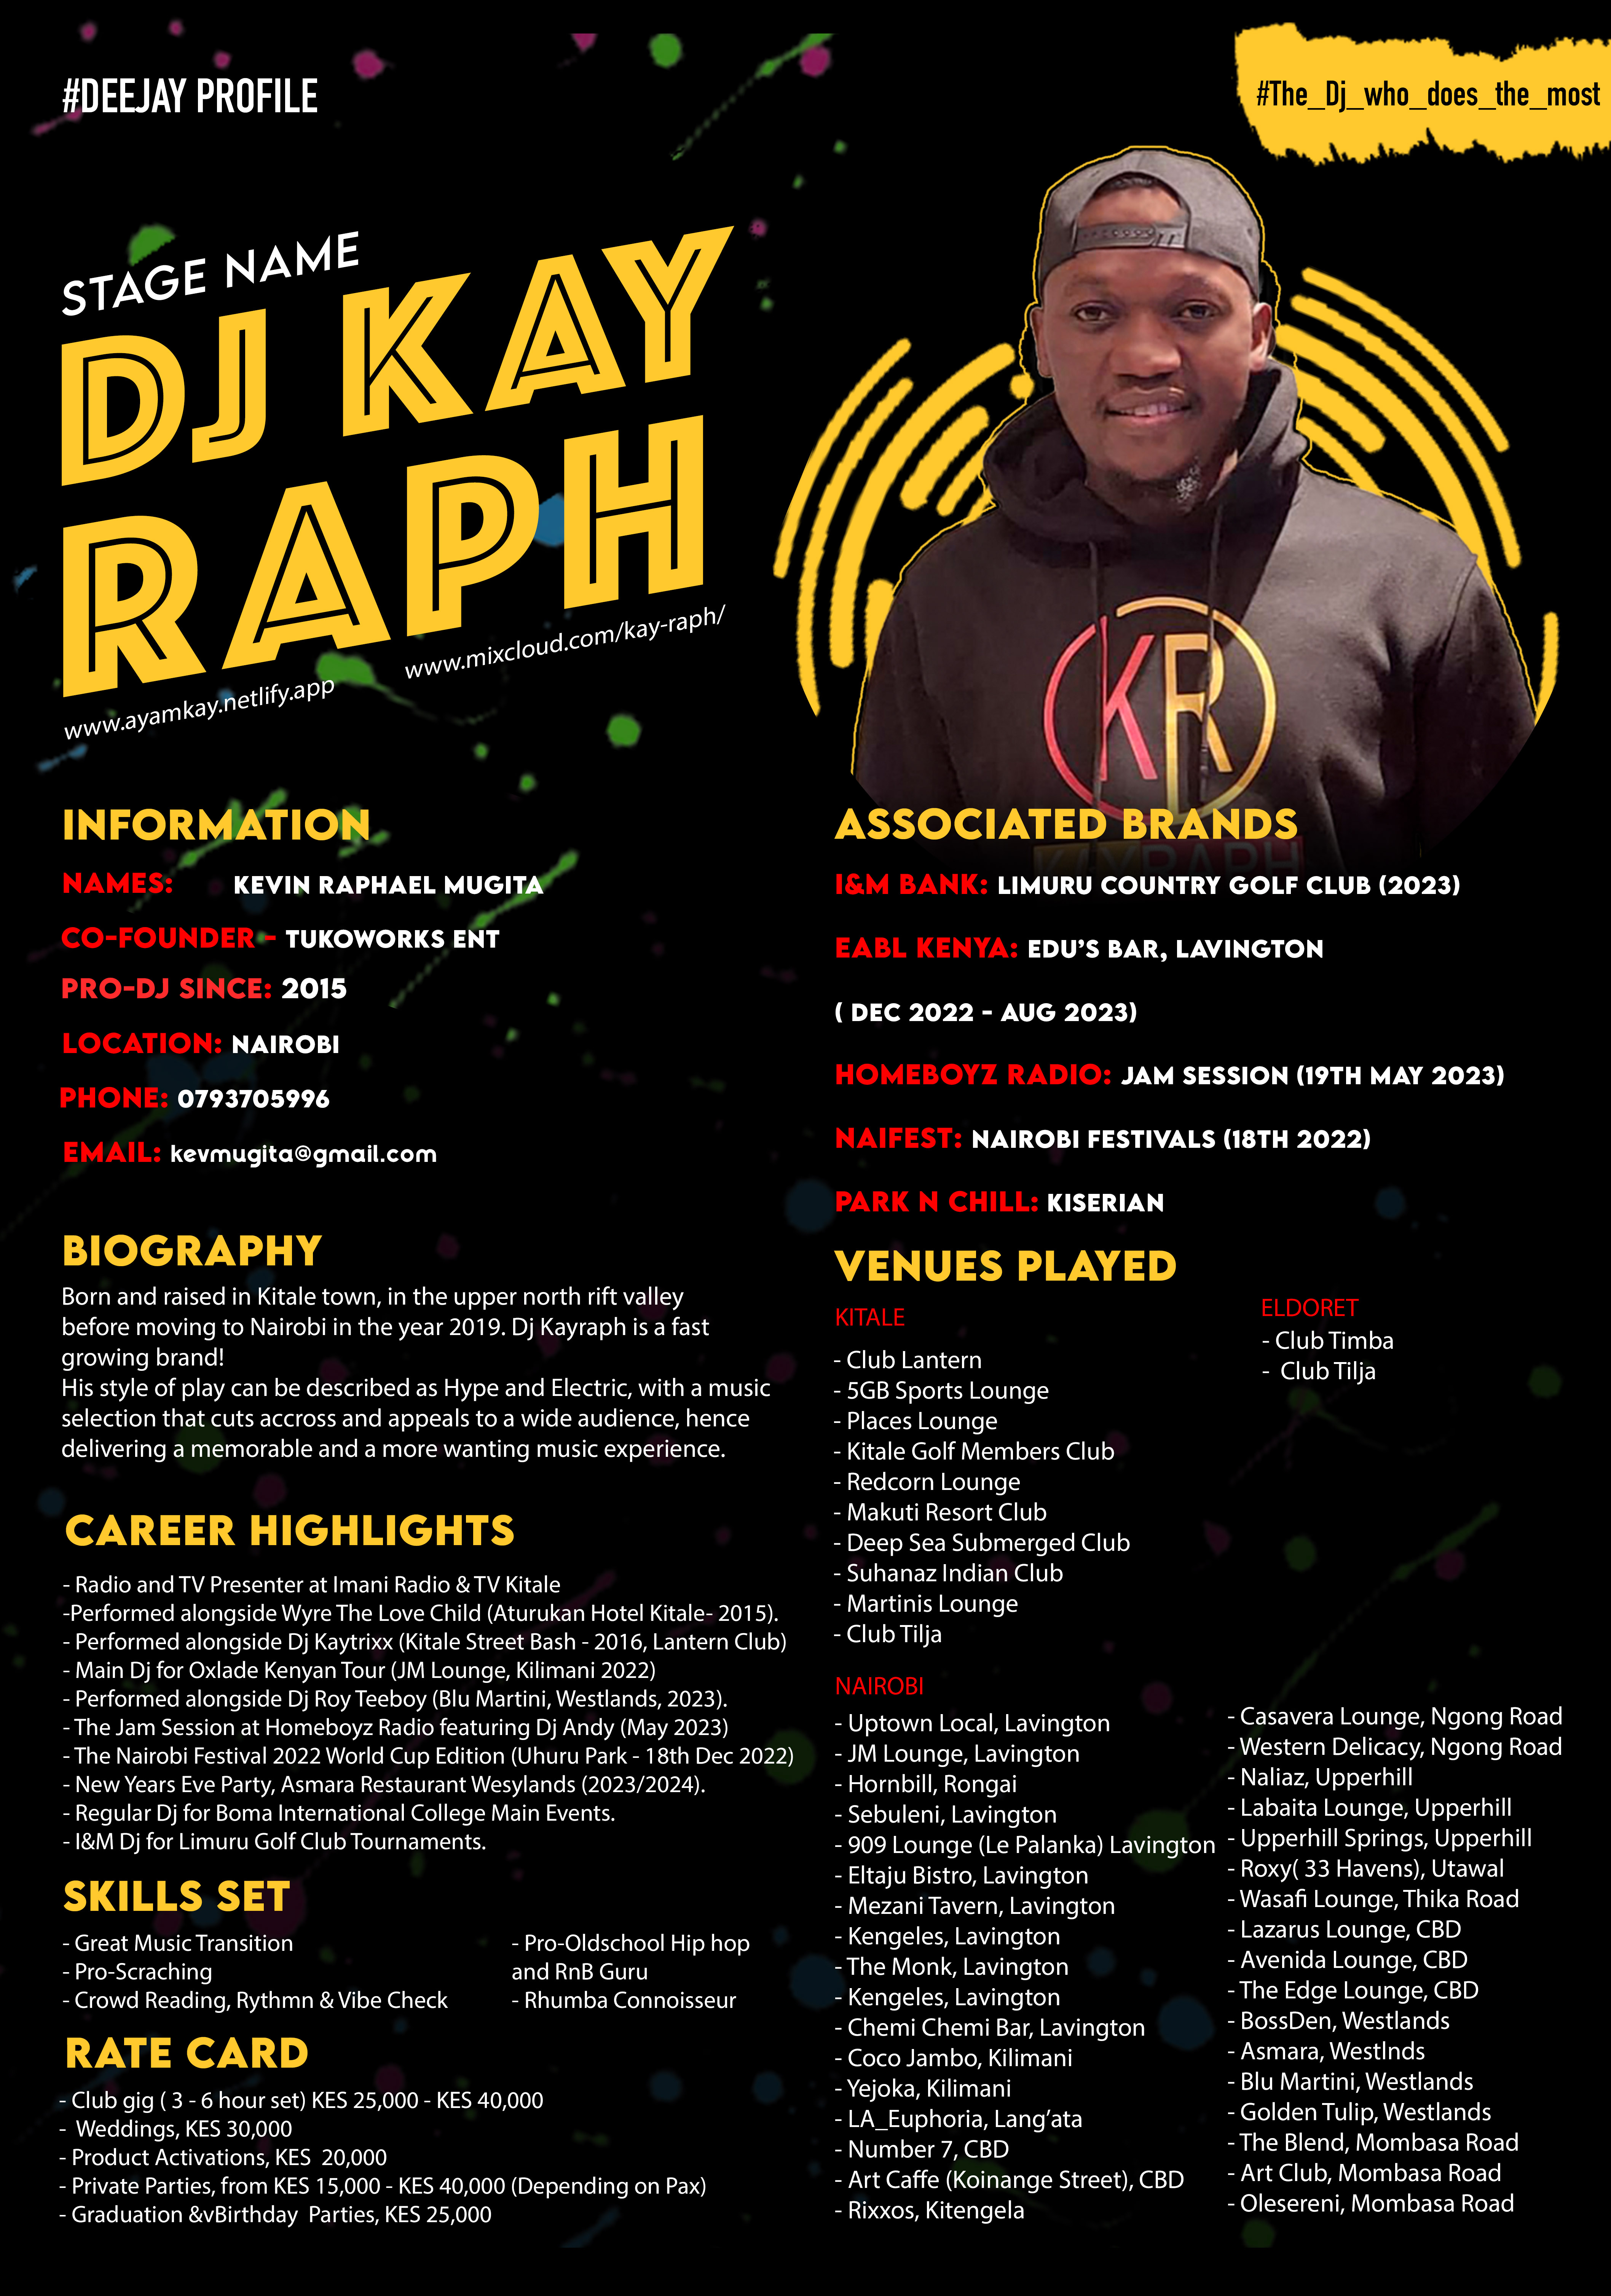 #DEEJAY PROFILE
#The_Dj_who_does_the_most
STAGE NAME
DJ KAY
RAPH
www.ayamkay.netlify.app
www.mixcloud.com/kay-raph/
KR
KAYRAPH
INFORMATION
NAMES: KEVIN RAPHAEL MUGITA
CO-FOUNDER - TUKOWORKS ENT
PRO-DJ SINCE: 2015
LOCATION: NAIROBI
PHONE: 0793705996
EMAIL: kevmugita@gmail.com
BIOGRAPHY
Born and raised in Kitale town, in the upper north rift valley
before moving to Nairobi in the year 2019. Dj Kayraph is a fast
growing brand!
His style of play can be described as Hype and Electric, with a music
selection that cuts accross and appeals to a wide audience, hence
delivering a memorable and a more wanting music experience.
CAREER HIGHLIGHTS
- Radio and TV Presenter at Imani Radio & TV Kitale
-Performed alongside Wyre The Love Child (Aturukan Hotel Kitale- 2015).
- Performed alongside Dj Kaytrixx (Kitale Street Bash - 2016, Lantern Club)
- Main Dj for Oxlade Kenyan Tour (JM Lounge, Kilimani 2022)
- Performed alongside Dj Roy Teeboy (Blu Martini, Westlands, 2023).
- The Jam Session at Homeboyz Radio featuring Dj Andy (May 2023)
- The Nairobi Festival 2022 World Cup Edition (Uhuru Park - 18th Dec 2022)
- New Years Eve Party, Asmara Restaurant Wesylands (2023/2024).
- Regular Dj for Boma International College Main Events.
- I&M Dj for Limuru Golf Club Tournaments.
SKILLS SET
- Great Music Transition
- Pro-Scraching
- Crowd Reading, Rythmn & Vibe Check
- Pro-Oldschool Hip hop
and RnB Guru
- Rhumba Connoisseur
RATE CARD
- Club gig ( 3 - 6 hour set) KES 25,000 - KES 40,000
- Weddings, KES 30,000
- Product Activations, KES 20,000
- Private Parties, from KES 15,000 - KES 40,000 (Depending on Pax)
- Graduation &vBirthday Parties, KES 25,000
ASSOCIATED BRANDS
I&M BANK: LIMURU COUNTRY GOLF CLUB (2023)
EABL KENYA: EDU'S BAR, LAVINGTON
( DEC 2022 - AUG 2023)
HOMEBOYZ RADIO: JAM SESSION (19TH MAY 2023)
NAIFEST: NAIROBI FESTIVALS (18TH 2022)
PARK N CHILL: KISERIAN
VENUES PLAYED
KITALE
- Club Lantern
- 5GB Sports Lounge
- Places Lounge
- Kitale Golf Members Club
- Redcorn Lounge
- Makuti Resort Club
- Deep Sea Submerged Club
- Suhanaz Indian Club
- Martinis Lounge
- Club Tilja
ELDORET
- Club Timba
- Club Tilja
NAIROBI
- Uptown Local, Lavington
- JM Lounge, Lavington
- Hornbill, Rongai
- Sebuleni, Lavington
- 909 Lounge (Le Palanka) Lavington
- Eltaju Bistro, Lavington
- Mezani Tavern, Lavington
- Kengeles, Lavington
- The Monk, Lavington
- Kengeles, Lavington
- Chemi Chemi Bar, Lavington
- Coco Jambo, Kilimani
- Yejoka, Kilimani
- LA_Euphoria, Lang'ata
- Number 7, CBD
- Art Caffe (Koinange Street), CBD
- Rixxos, Kitengela
- Casavera Lounge, Ngong Road
- Western Delicacy, Ngong Road
- Naliaz, Upperhill
- Labaita Lounge, Upperhill
- Upperhill Springs, Upperhill
- Roxy( 33 Havens), Utawal
- Wasafi Lounge, Thika Road
- Lazarus Lounge, CBD
- Avenida Lounge, CBD
- The Edge Lounge, CBD
- BossDen, Westlands
- Asmara, Westlnds
- Blu Martini, Westlands
- Golden Tulip, Westlands
- The Blend, Mombasa Road
- Art Club, Mombasa Road
- Olesereni, Mombasa Road